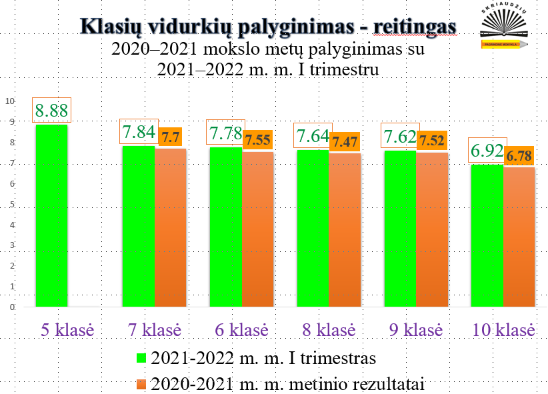 Klasių vidurkių palyginimas - reitingas
2020–2021 mokslo metų palyginimas su
2021–2022 m. m. I trimestru
SKRIAUDŽIŲ
10
9
8
7
6
5
4
3
2
1
0
8.88
7.84
7.7
7.78
7.55
7.64
7.47
7.62
7.52
6.92
6.78
5 klasė
7 klasė
6 klasė
8 klasė
9 klasė
10 klasė
2021-2022 m. m. I trimestras
2020-2021 m. m. metinio rezultatai